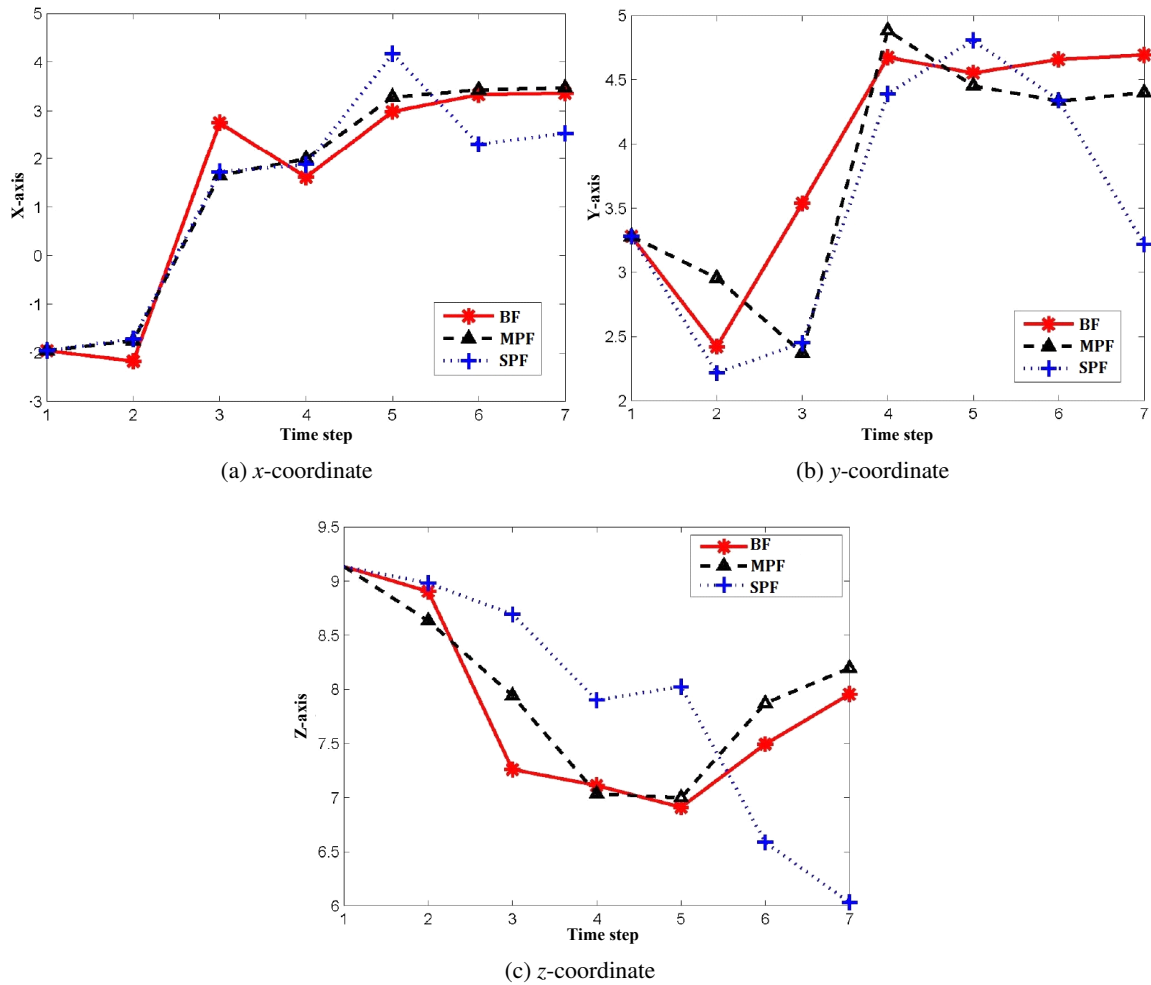 5
4
3
2
1
0
-1
-2
-3
X-axis
1 2 3 4 5 6 7
Time step
BF
MPF
SPF
(a) x-coordinate
5
4.5
4
3.5
3
2.5
2
Y-axis
1 2 3 4 5 6 7
Time step
BF
MPF
SPF
(b) y-coordinate
9.5
9
8.5
8
7.5
7
6.5
6
Z-axis
1 2 3 4 5 6 7
Time step
BF
MPF
SPF
(c) z-coordinate